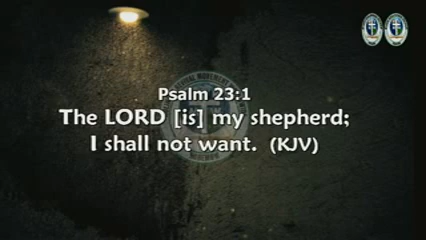 Psalm 23:1
The LORD [is] my shepherd;
I shall not want. (KJV)